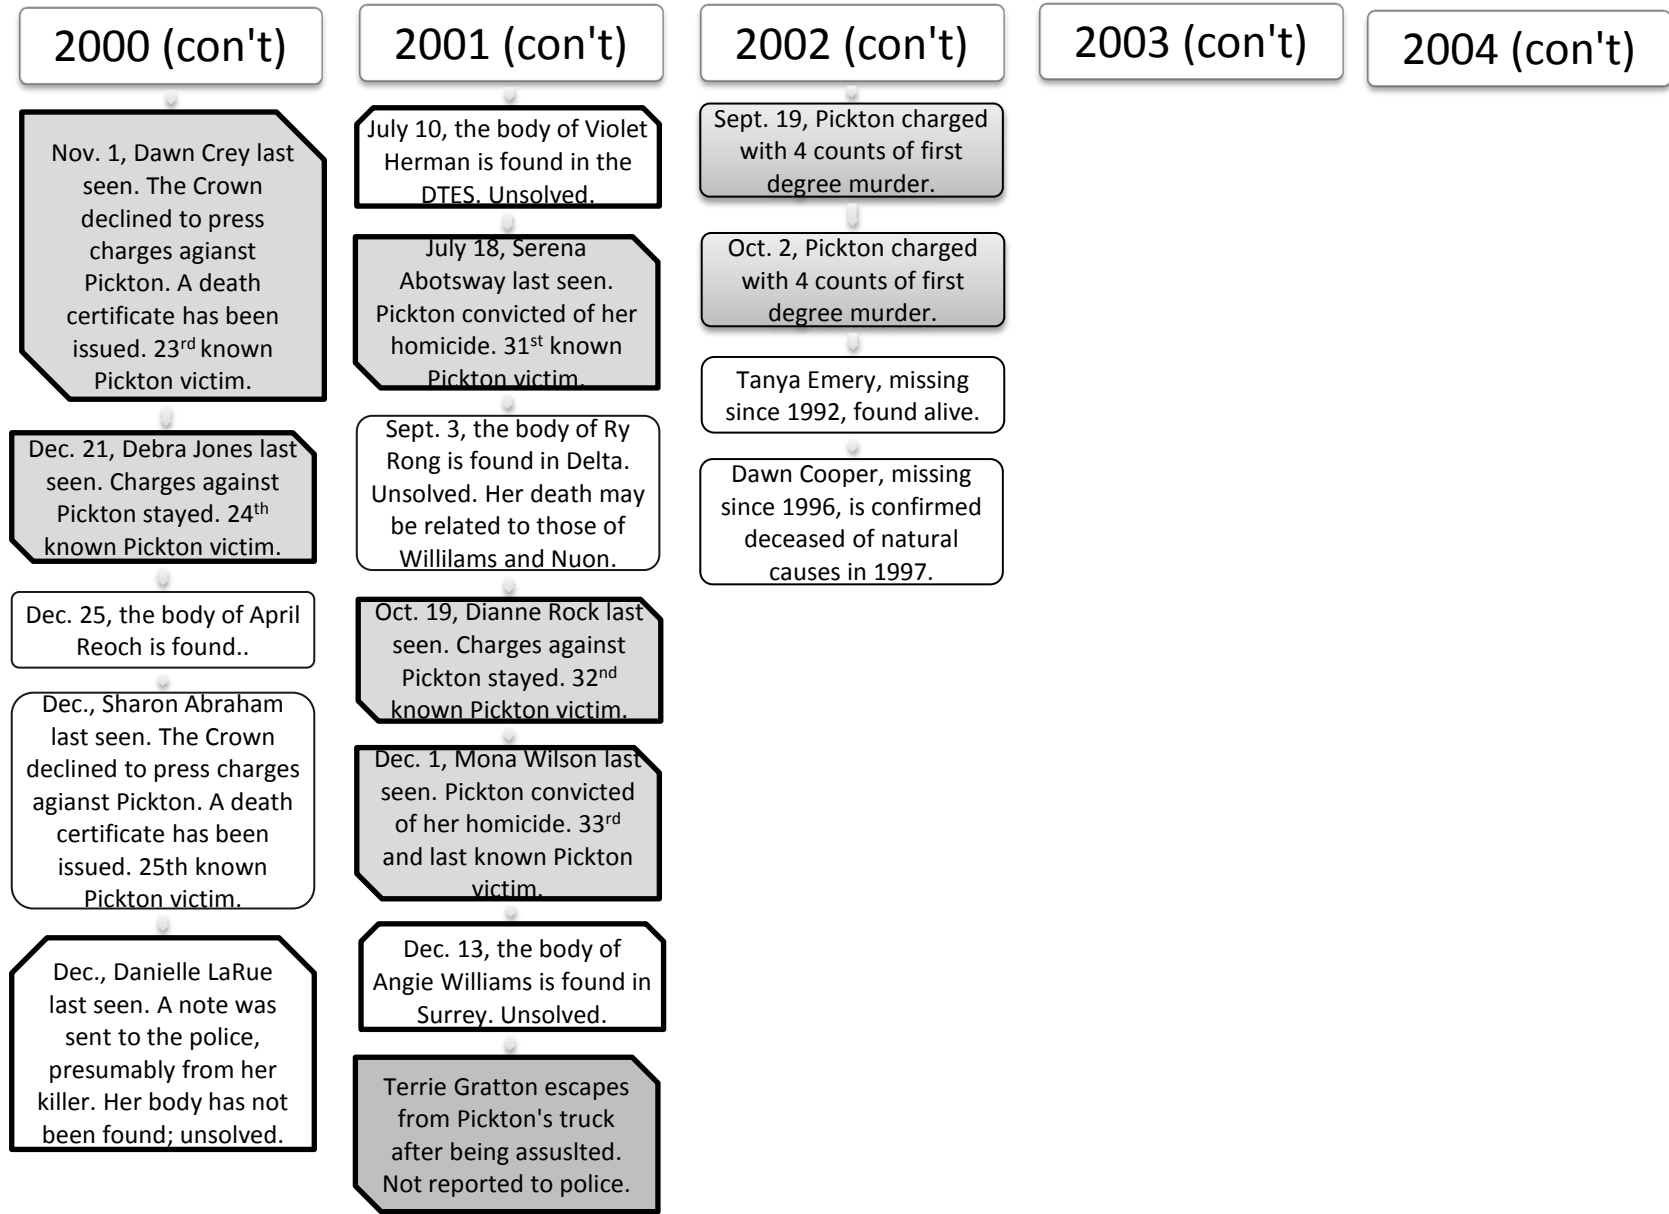 2000 (con't)
Nov. 1, Dawn Crey last
seen. The Crown
declined to press
charges agianst
Pickton. A death
certificate has been
issued. 23rd known
Pickton victim.
Dec. 21, Debra Jones last
seen. Charges against
Pickton stayed. 24th
known Pickton victim.
Dec. 25, the body of April
Reoch is found..
Dec., Sharon Abraham
last seen. The Crown
declined to press charges
agianst Pickton. A death
certificate has been
issued. 25th known
Pickton victim.
Dec., Danielle LaRue
last seen. A note was
sent to the police,
presumably from her
killer. Her body has not
been found; unsolved.
2001 (con't)
July 10, the body of Violet
Herman is found in the
DTES. Unsolved.
July 18, Serena
Abotsway last seen.
Pickton convicted of her
homicide. 31st known
Pickton victim.
Sept. 3, the body of Ry
Rong is found in Delta.
Unsolved. Her death may
be related to those of
Willilams and Nuon.
Oct. 19, Dianne Rock last
seen. Charges against
Pickton stayed. 32nd
known Pickton victim.
Dec. 1, Mona Wilson last
seen. Pickton convicted
of her homicide. 33rd
and last known Pickton
victim.
Dec. 13, the body of
Angie Williams is found in
Surrey. Unsolved.
Terrie Gratton escapes
from Pickton's truck
after being assuslted.
Not reported to police.
2002 (con't)
Sept. 19, Pickton charged
with 4 counts of first
degree murder.
Oct. 2, Pickton charged
with 4 counts of first
degree murder.
Tanya Emery, missing
since 1992, found alive.
Dawn Cooper, missing
since 1996, is confirmed
deceased of natural
causes in 1997.
2003 (con't)
2004 (con't)